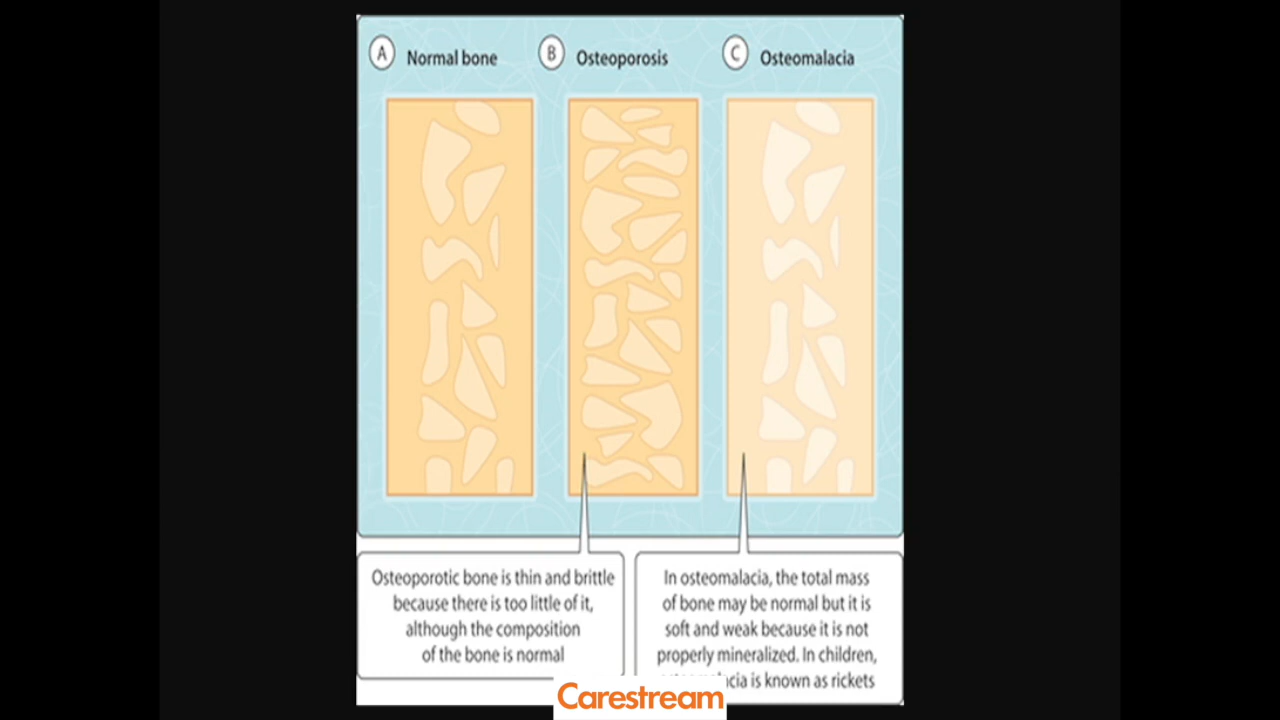 A Normal bone
B Osteoporosis
C Osteomalacia
Osteoporotic bone is thin and brittle
because there is too little of it,
although the composition
of the bone is normal
In osteomalacia, the total mass
of bone may be normal but it is
soft and weak because it is not
properly mineralized. In children,
is known as rickets
Carestream